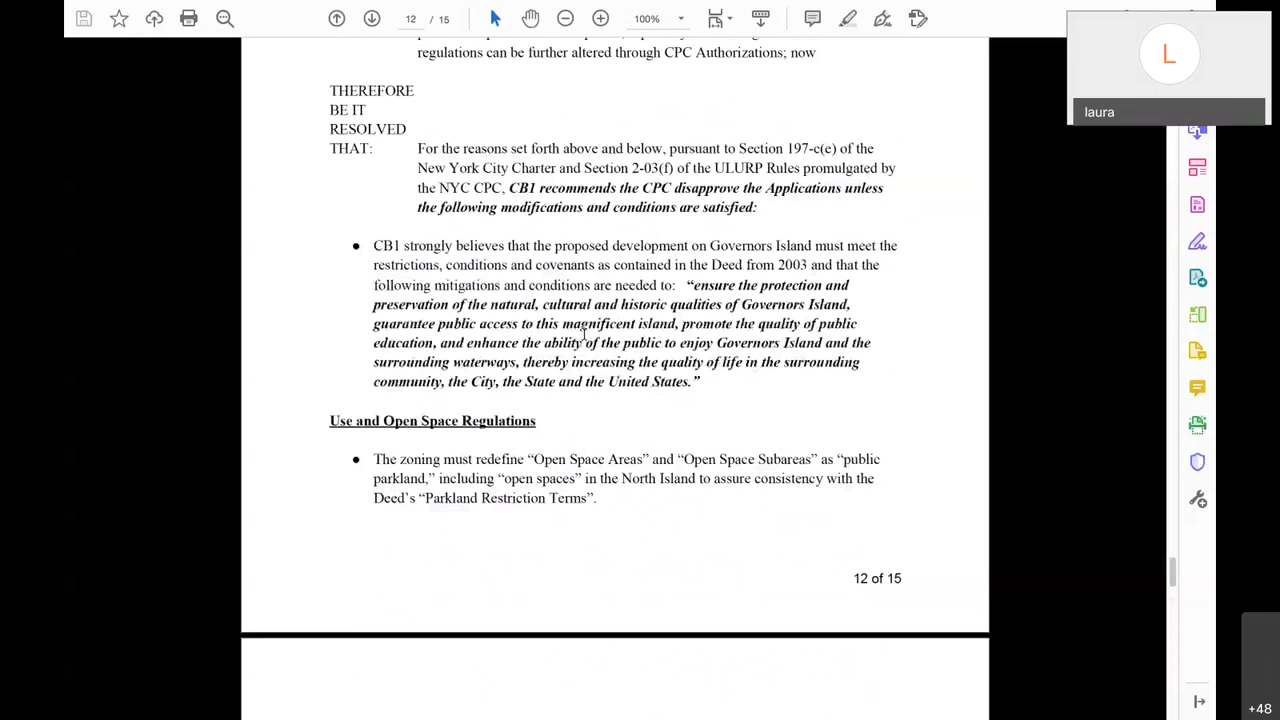 12 / 15
100%
L
laura
regulations can be further altered through CPC Authorizations; now
THEREFORE
BE IT
RESOLVED
THAT: For the reasons set forth above and below, pursuant to Section 197-c(e) of the
New York City Charter and Section 2-03(f) of the ULURP Rules promulgated by
the NYC CPC, CB1 recommends the CPC disapprove the Applications unless
the following modifications and conditions are satisfied:
● CB1 strongly believes that the proposed development on Governors Island must meet the
restrictions, conditions and covenants as contained in the Deed from 2003 and that the
following mitigations and conditions are needed to: “ensure the protection and
preservation of the natural, cultural and historic qualities of Governors Island,
guarantee public access to this magnificent island, promote the quality of public
education, and enhance the ability of the public to enjoy Governors Island and the
surrounding waterways, thereby increasing the quality of life in the surrounding
community, the City, the State and the United States.”
Use and Open Space Regulations
● The zoning must redefine “Open Space Areas” and “Open Space Subareas” as “public
parkland,” including “open spaces” in the North Island to assure consistency with the
Deed’s “Parkland Restriction Terms”.
12 of 15
+48